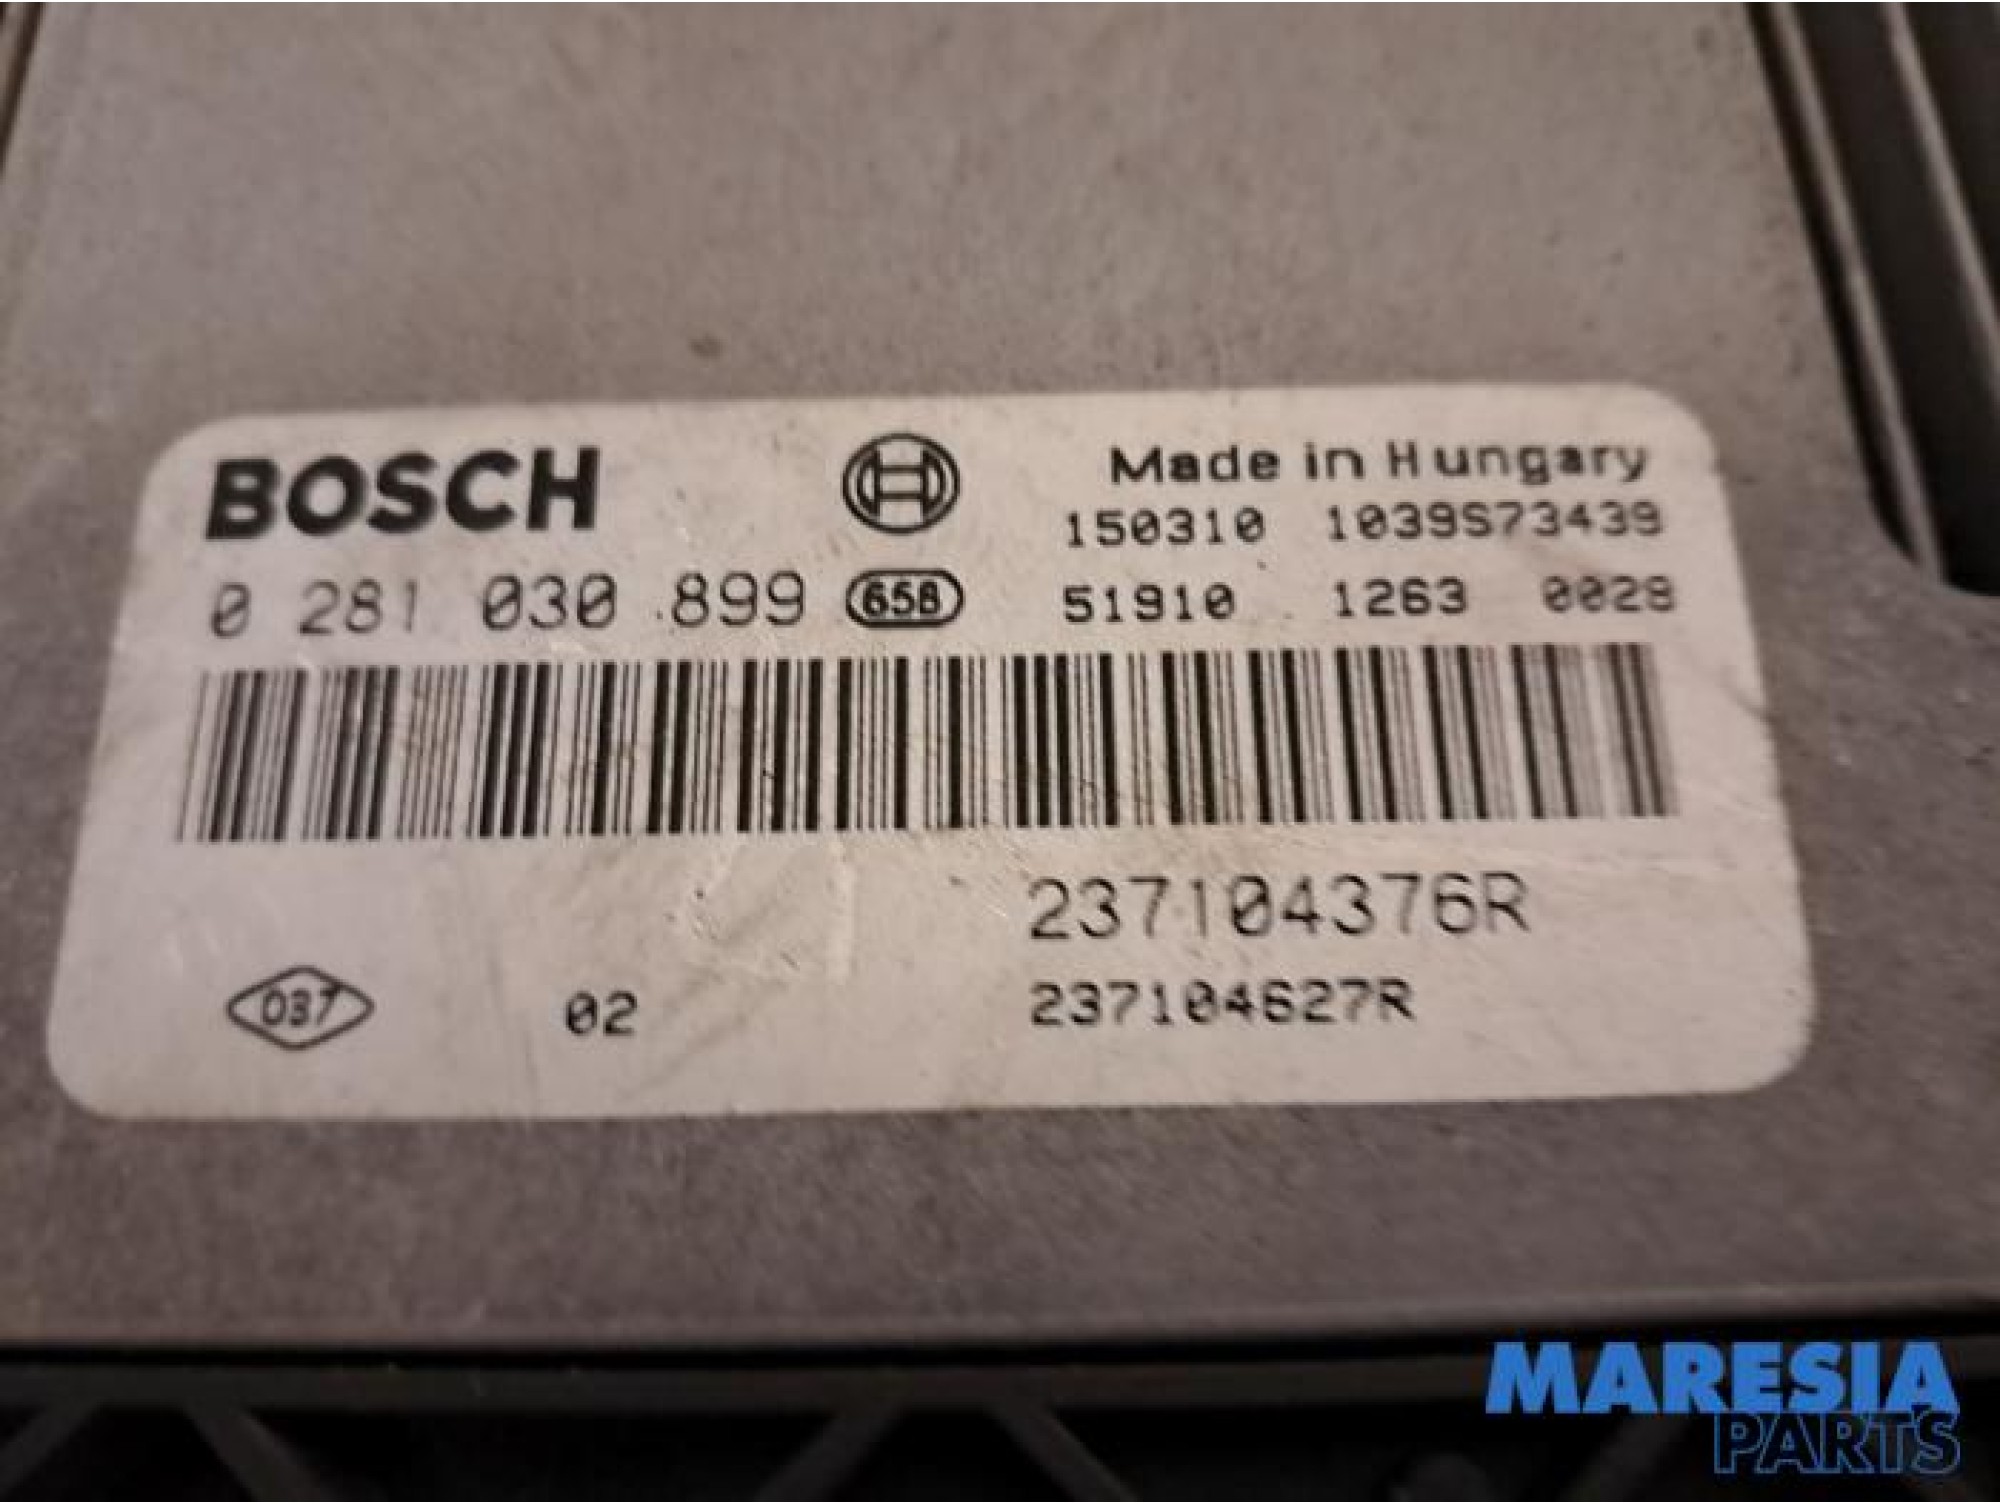 BOSCH
Made in Hungary
150310 1039S73439
0 281 030 899 658
51910 1263 0028
237104376R
037 02 237104627R
MARESIA
PARTS